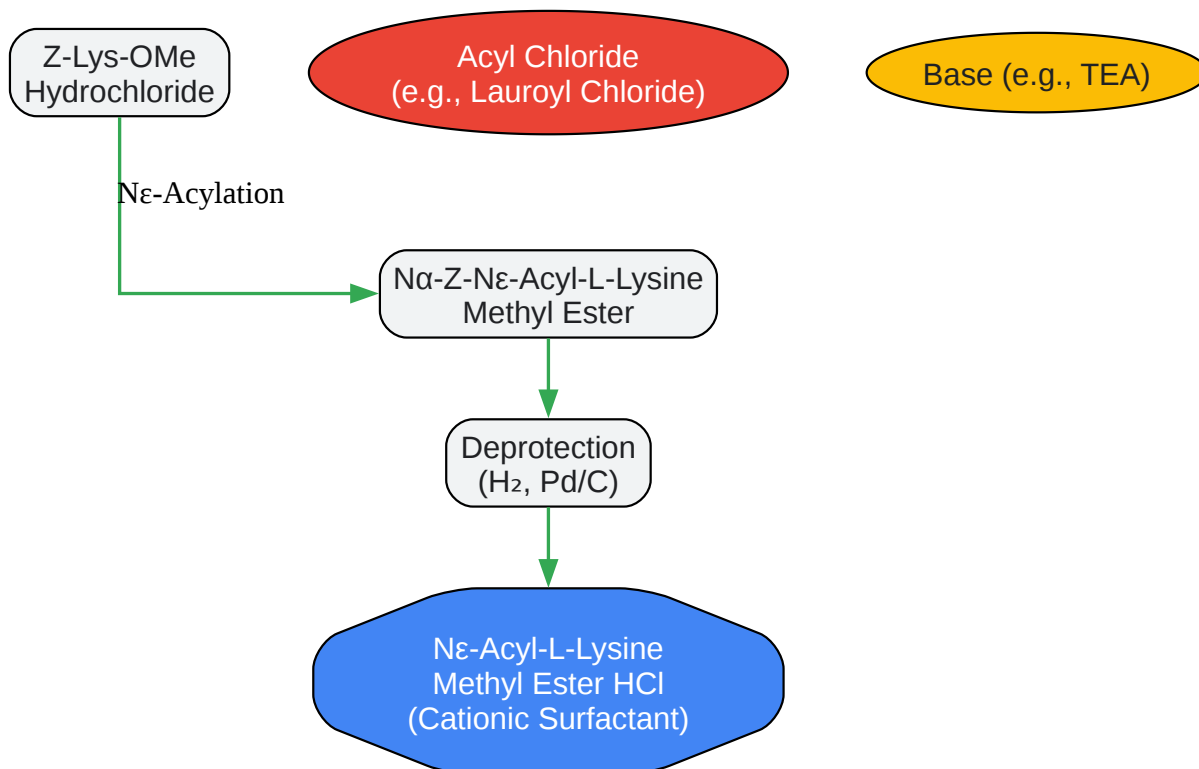 Z-Lys-OMe
Hydrochloride
Acyl Chloride
(e.g., Lauroyl Chloride)
Base (e.g., TEA)
Nε-Acylation
Nα-Z-Nε-Acyl-L-Lysine
Methyl Ester
Deprotection
(H₂, Pd/C)
Nε-Acyl-L-Lysine
Methyl Ester HCl
(Cationic Surfactant)